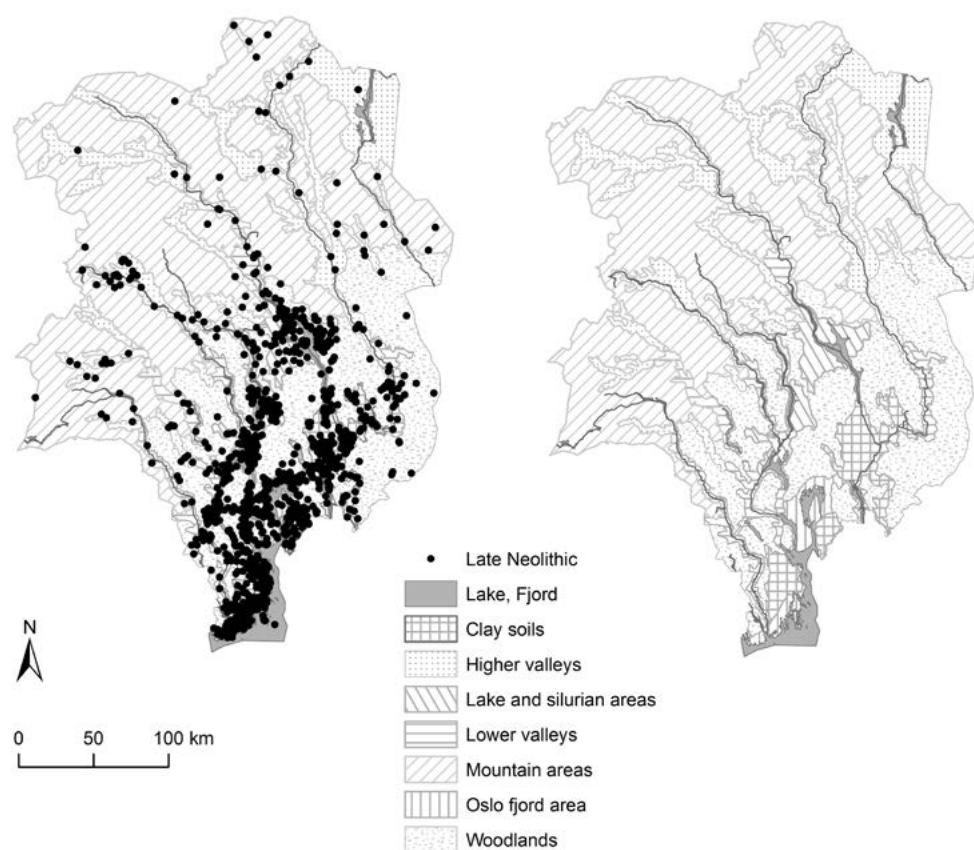 Late Neolithic
Lake, Fjord
Clay soils
Higher valleys
Lake and silurian areas
Lower valleys
Mountain areas
Oslo fjord area
Woodlands
N
0 50 100 km